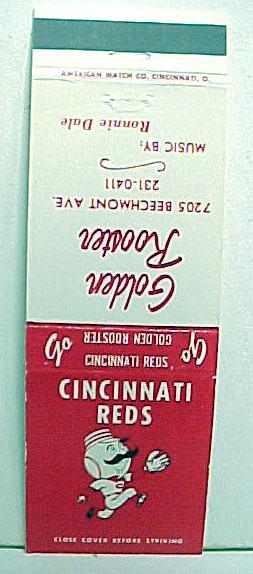 AMERICAN MATCH CO., CINCINNATI, O.
Golden
Rooster
7205 BEECHMONT AVE.
231-0411
MUSIC BY:
Ronnie Dale
GOLDEN ROOSTER
Go Go
CINCINNATI REDS
CINCINNATI
REDS
CLOSE COVER BEFORE STRIKING